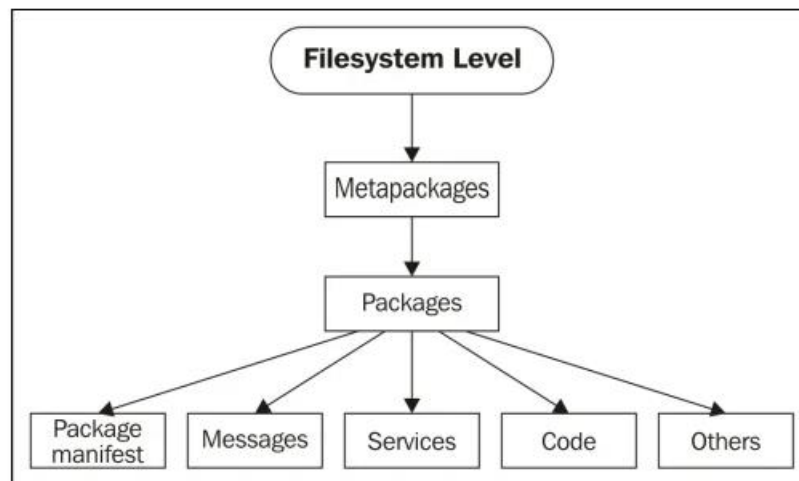 Filesystem Level
Metapackages
Packages
Package
manifest
Messages
Services
Code
Others